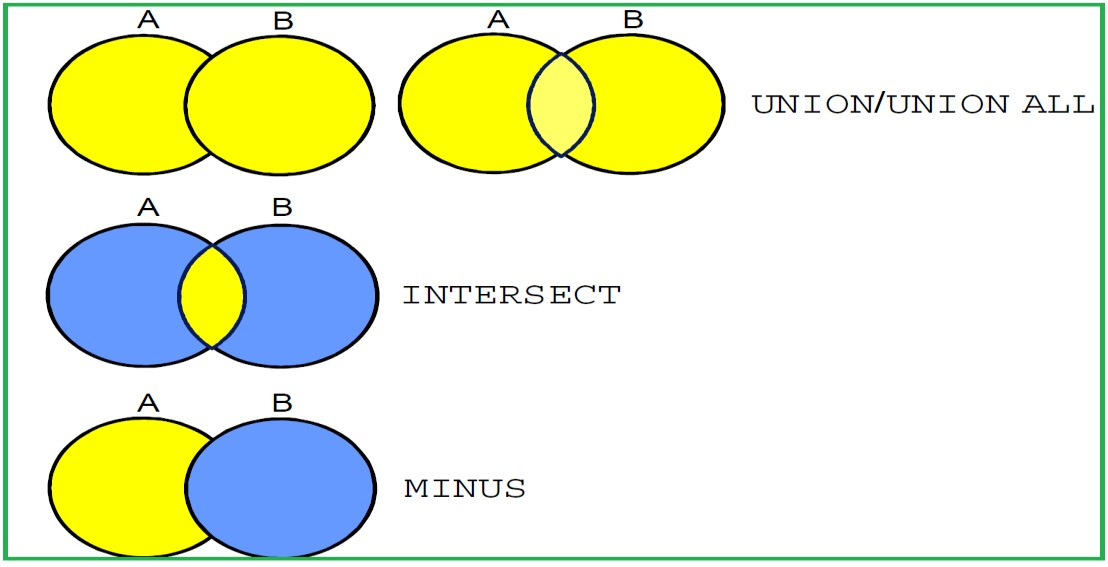 A B A B
UNION/UNION ALL
A B
INTERSECT
A B
MINUS